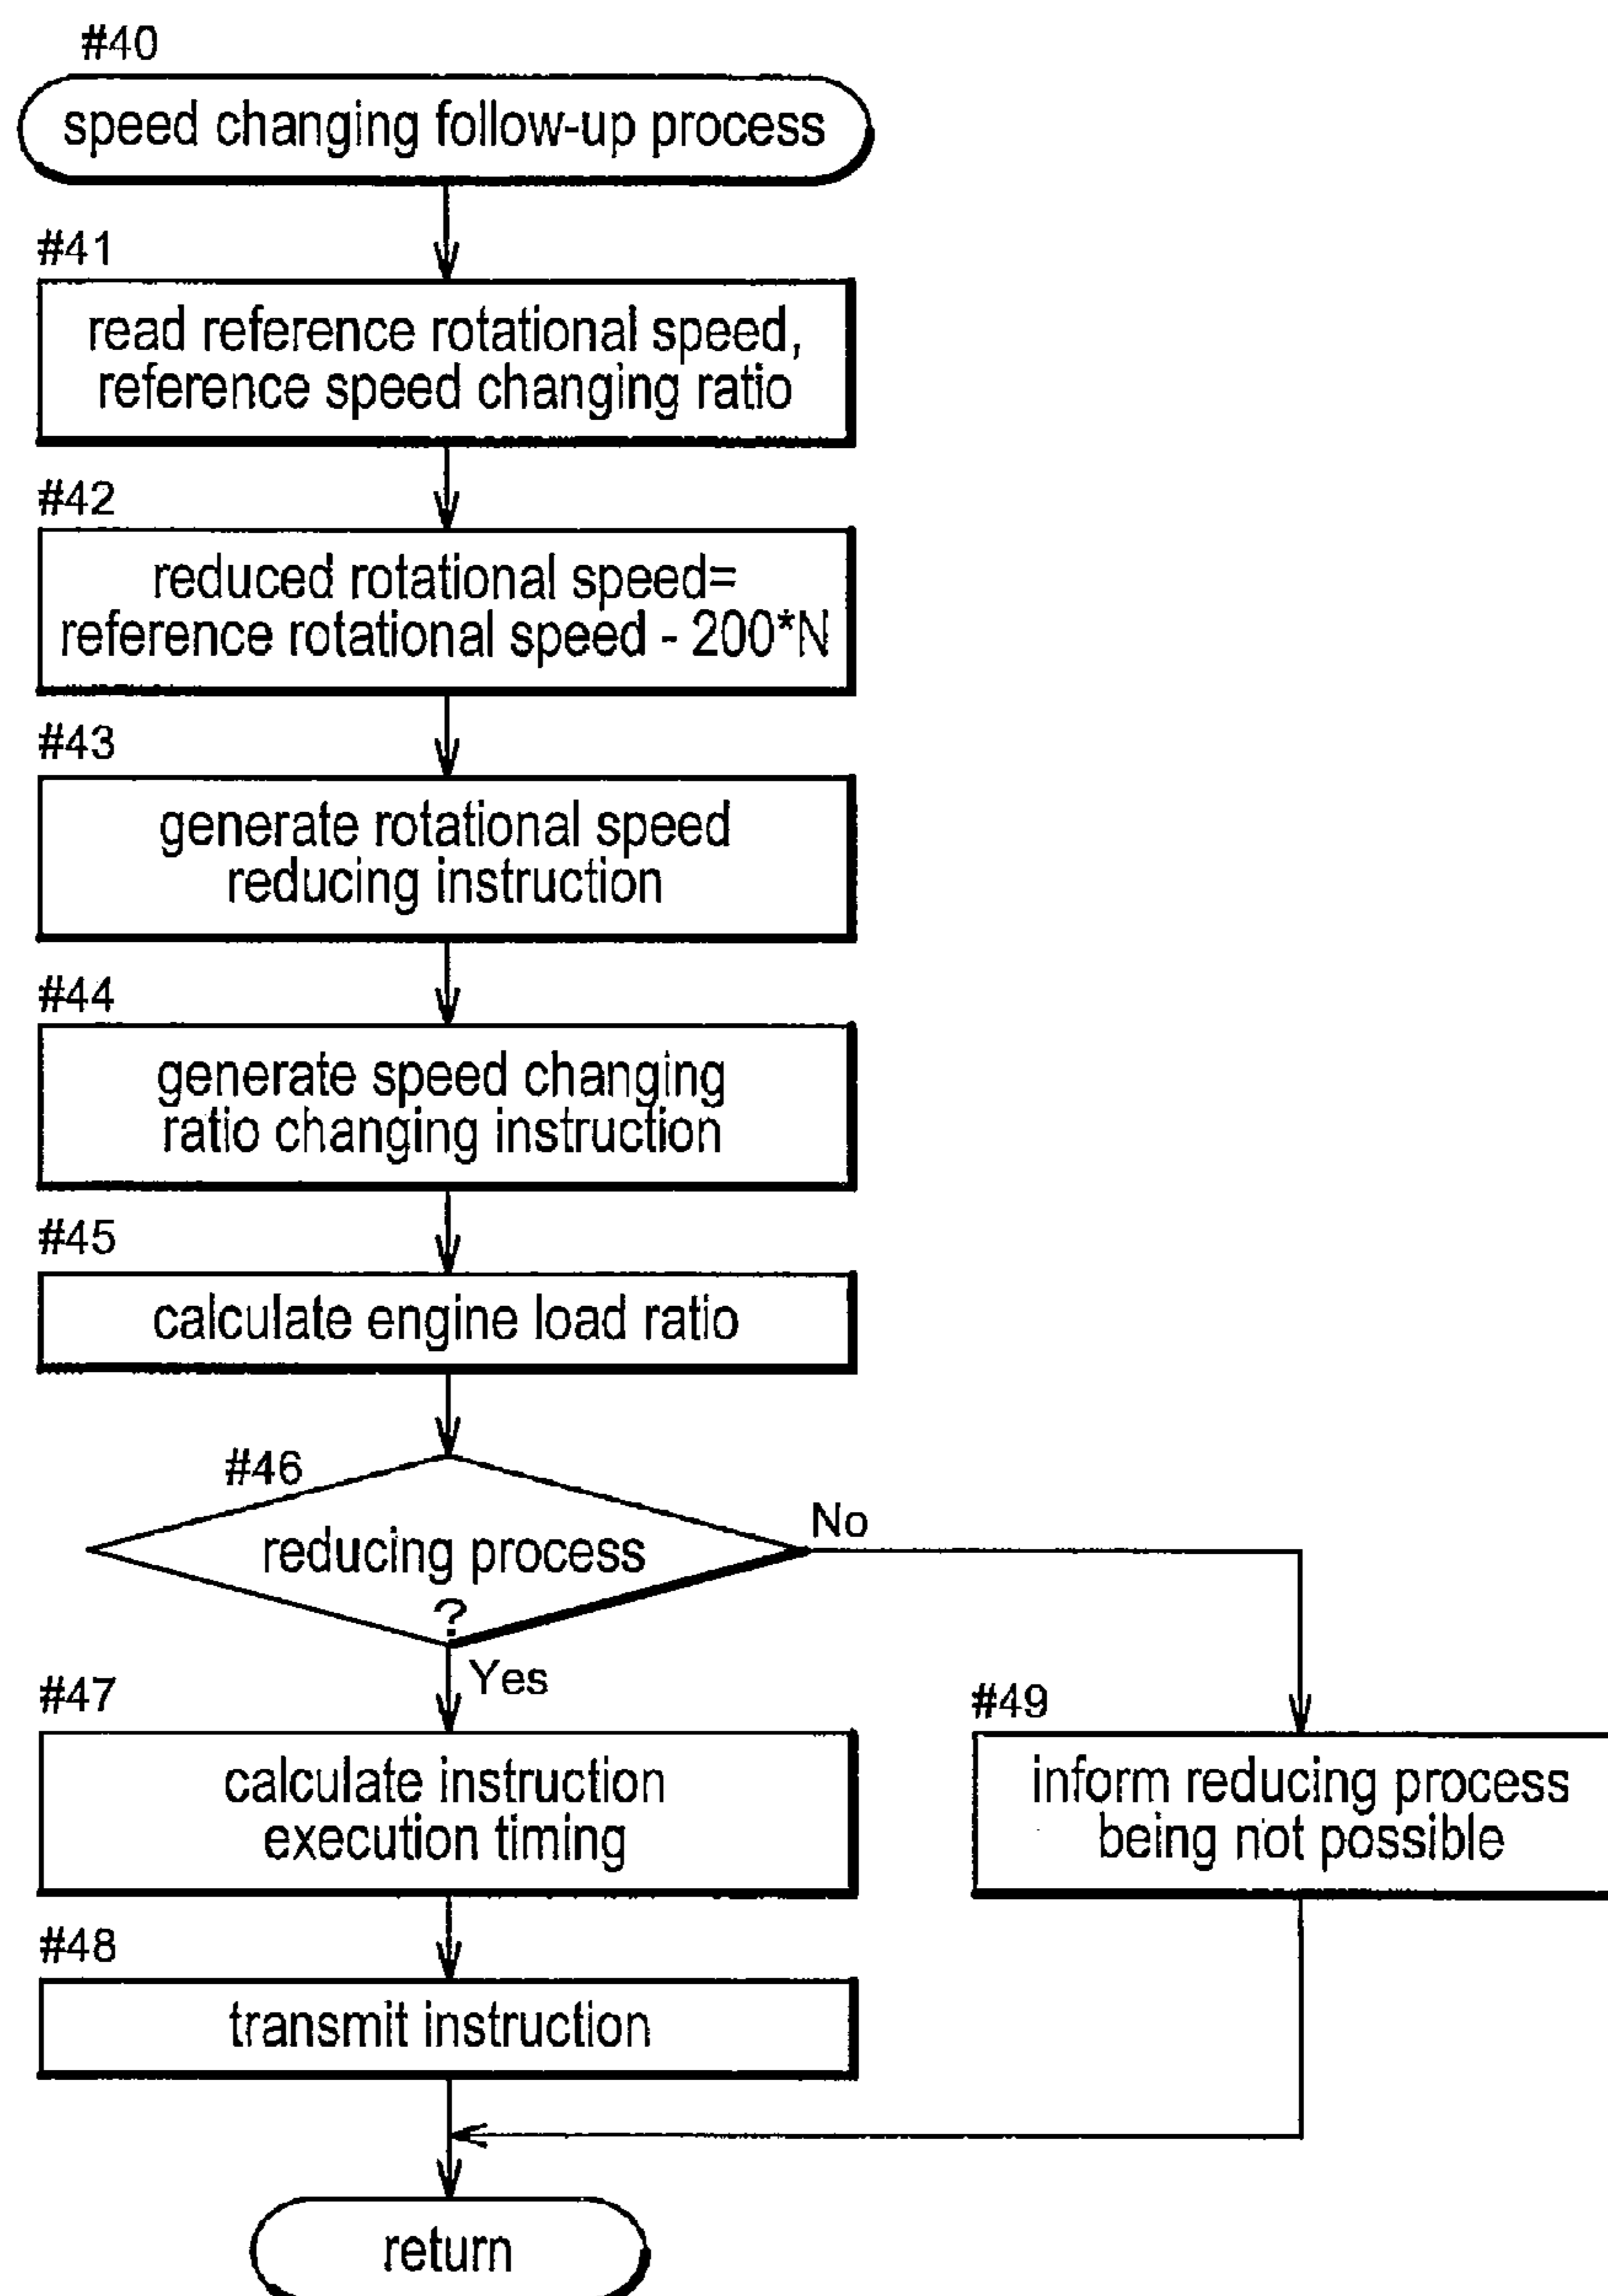 #40
speed changing follow-up process
#41
read reference rotational speed,
reference speed changing ratio
#42
reduced rotational speed=
reference rotational speed - 200*N
#43
generate rotational speed
reducing instruction
#44
generate speed changing
ratio changing instruction
#45
calculate engine load ratio
#46
reducing process
?
No
Yes
#47
calculate instruction
execution timing
#49
inform reducing process
being not possible
#48
transmit instruction
return